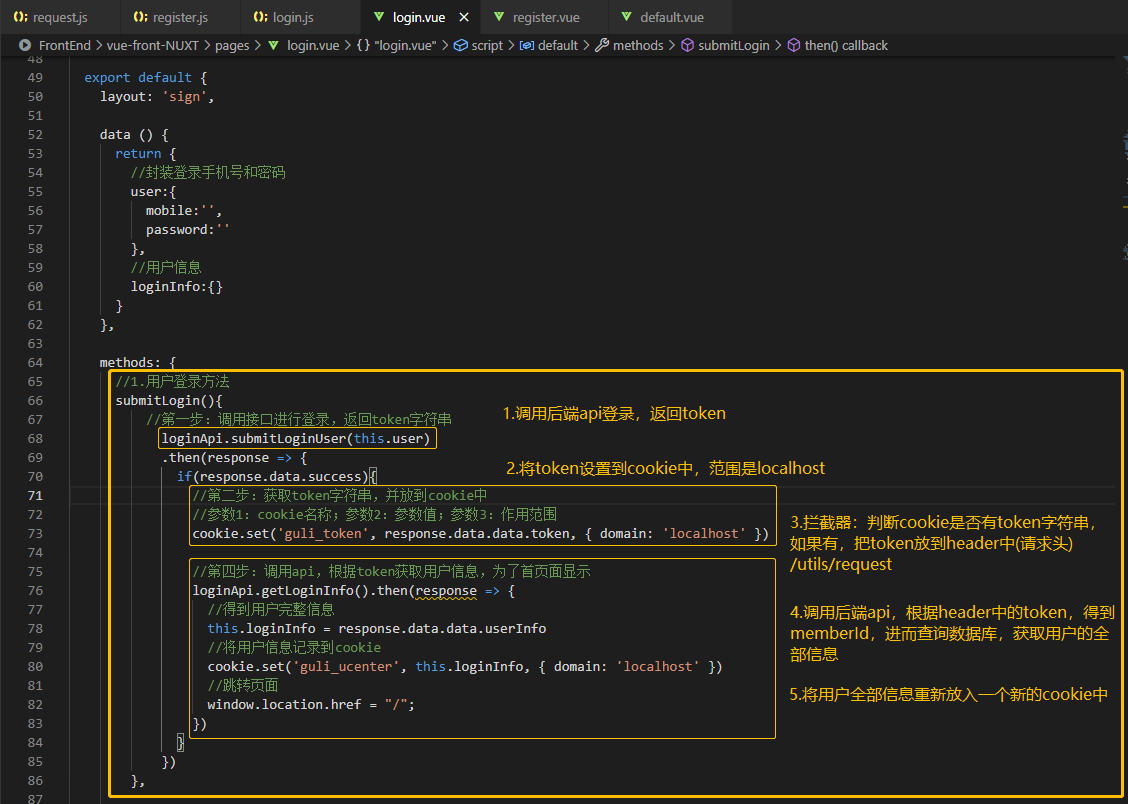 request.js register.js login.js login.vue × register.vue default.vue
FrontEnd > vue-front-NUXT > pages > login.vue > {} "login.vue" > script > default > methods > submitLogin > then() callback
48
49 export default {
50 layout: 'sign',
51
52 data () {
53 return {
54 //封装登录手机号和密码
55 user:{
56 mobile:'',
57 password:''
58 },
59 //用户信息
60 loginInfo:{}
61 }
62 },
63
64 methods: {
65 //1.用户登录方法
66 submitLogin(){
67 //第一步：调用接口进行登录，返回token字符串
1.调用后端api登录，返回token
68 loginApi.submitLoginUser(this.user)
69 .then(response => {
2.将token设置到cookie中，范围是localhost
70 if(response.data.success){
71 //第二步：获取token字符串，并放到cookie中
72 //参数1：cookie名称；参数2：参数值；参数3：作用范围
73 cookie.set('guli_token', response.data.data.token, { domain: 'localhost' })
3.拦截器：判断cookie是否有token字符串，
如果有，把token放到header中(请求头)
/utils/request
74
75 //第四步：调用api，根据token获取用户信息，为了首页面显示
76 loginApi.getLoginInfo().then(response => {
77 //得到用户完整信息
78 this.loginInfo = response.data.data.userInfo
79 //将用户信息记录到cookie
80 cookie.set('guli_ucenter', this.loginInfo, { domain: 'localhost' })
81 //跳转页面
82 window.location.href = "/";
83 })
4.调用后端api，根据header中的token，得到
memberId，进而查询数据库，获取用户的全
部信息
5.将用户全部信息重新放入一个新的cookie中
84 }
85 })
86 },
87